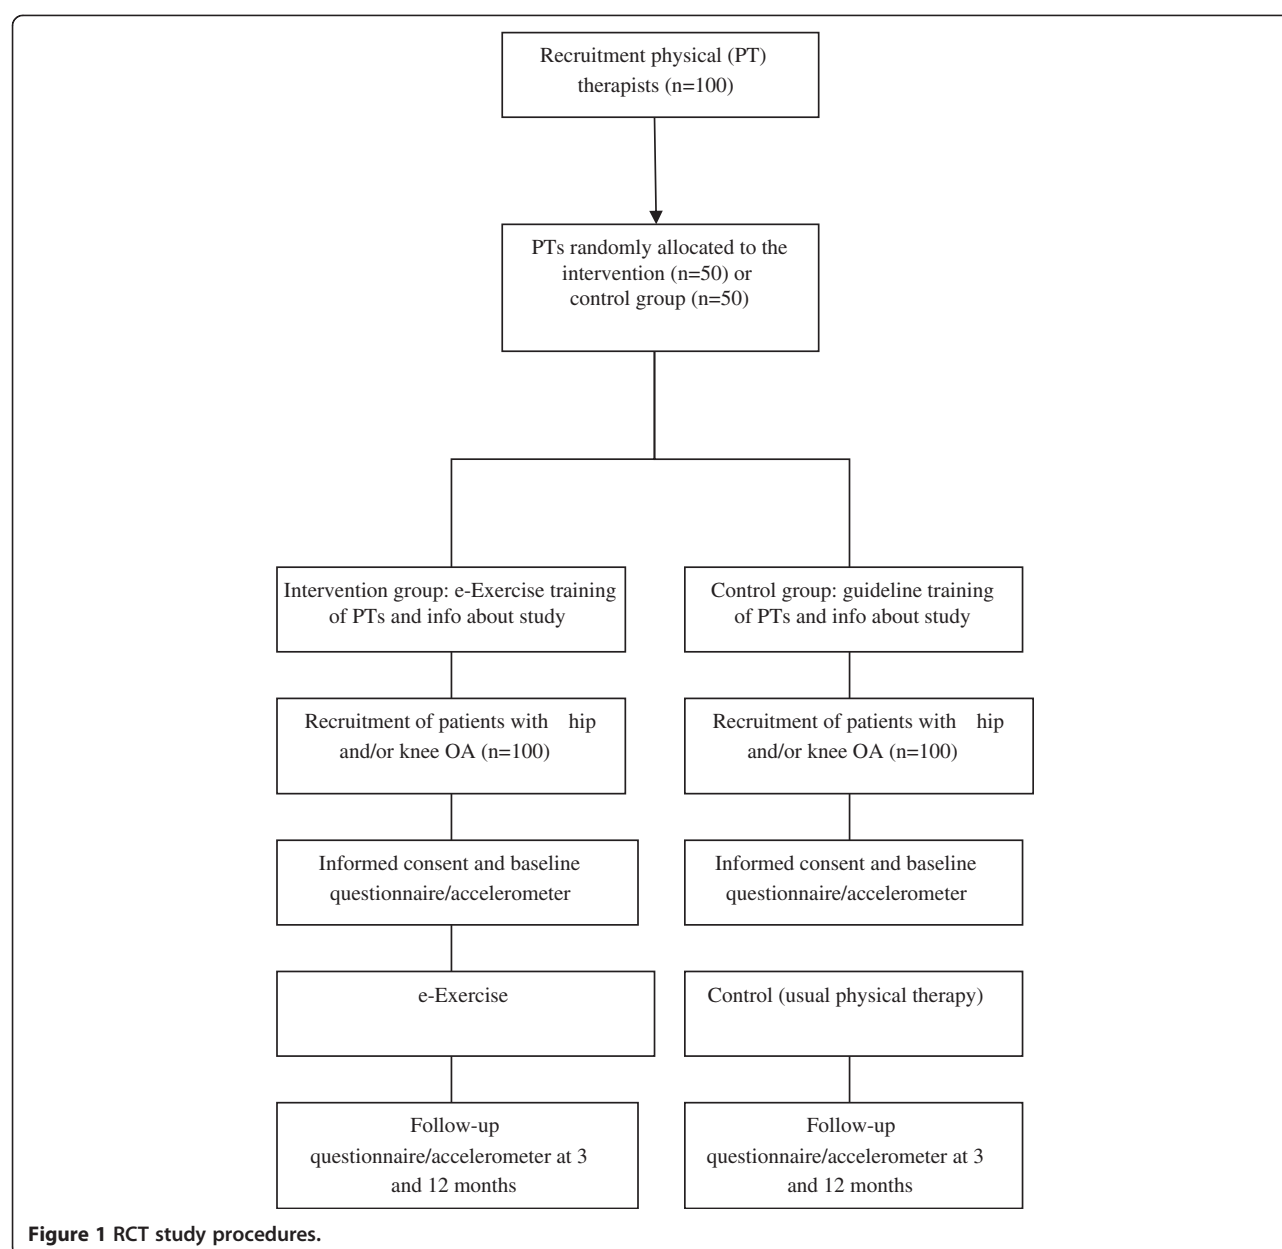 Recruitment physical (PT)
therapists (n=100)
PTs randomly allocated to the
intervention (n=50) or
control group (n=50)
Intervention group: e-Exercise training
of PTs and info about study
Control group: guideline training
of PTs and info about study
Recruitment of patients with hip
and/or knee OA (n=100)
Recruitment of patients with hip
and/or knee OA (n=100)
Informed consent and baseline
questionnaire/accelerometer
Informed consent and baseline
questionnaire/accelerometer
e-Exercise
Control (usual physical therapy)
Follow-up
questionnaire/accelerometer at 3
and 12 months
Follow-up
questionnaire/accelerometer at 3
and 12 months
Figure 1 RCT study procedures.